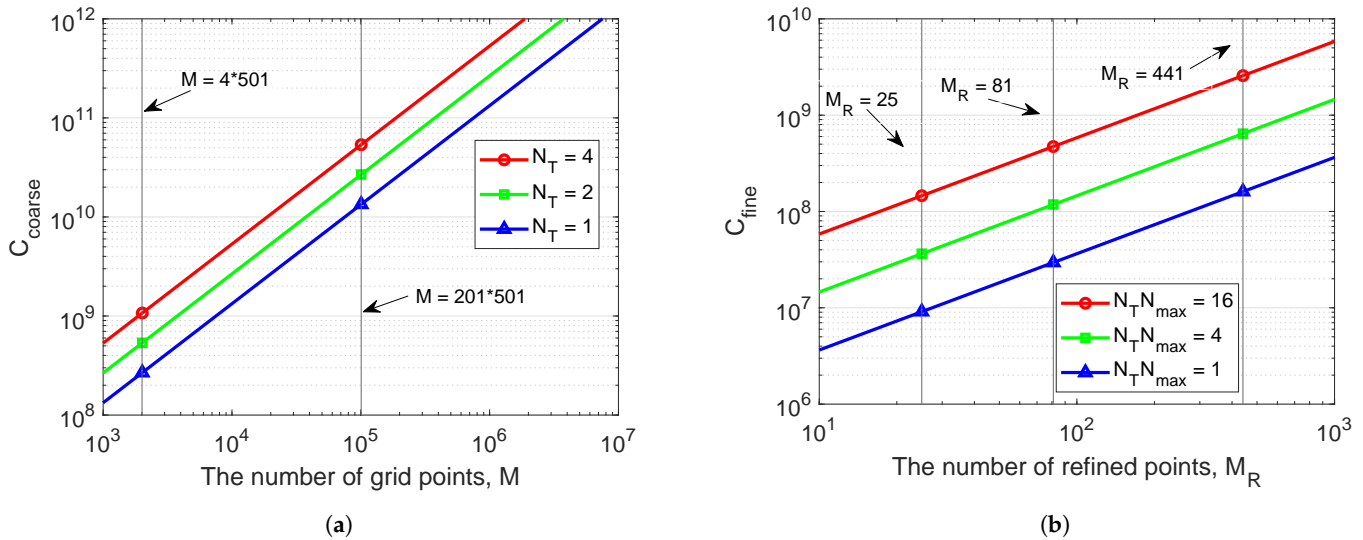 10^12
10^11
10^10
10^9
10^8
C_coarse
M = 4*501
M = 201*501
N_T = 4
N_T = 2
N_T = 1
10^3 10^4 10^5 10^6 10^7
The number of grid points, M
(a)
10^10
10^9
10^8
10^7
10^6
C_fine
M_R = 25
M_R = 81
M_R = 441
N_T N_max = 16
N_T N_max = 4
N_T N_max = 1
10^1 10^2 10^3
The number of refined points, M_R
(b)